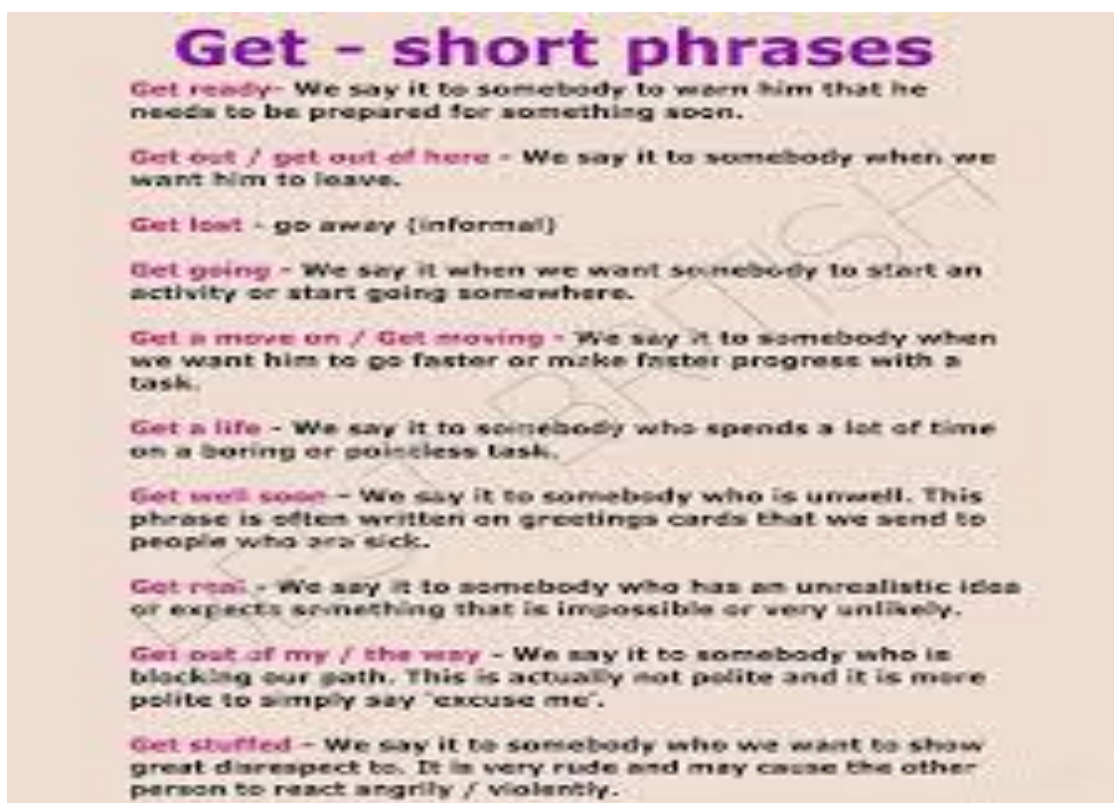 Get - short phrases
Get ready- We say it to somebody to warn him that he
needs to be prepared for something soon.
Get out / get out of here - We say it to somebody when we
want him to leave.
Get lost - go away (informal)
Get going - We say it when we want somebody to start an
activity or start going somewhere.
Get a move on / Get moving - We say it to somebody when
we want him to go faster or make faster progress with a
task.
Get a life - We say it to somebody who spends a lot of time
on a boring or pointless task.
Get well soon - We say it to somebody who is unwell. This
phrase is often written on greetings cards that we send to
people who are sick.
Get real - We say it to somebody who has an unrealistic idea
or expects something that is impossible or very unlikely.
Get out of my / the way - We say it to somebody who is
blocking our path. This is actually not polite and it is more
polite to simply say 'excuse me'.
Get stuffed - We say it to somebody who we want to show
great disrespect to. It is very rude and may cause the other
person to react angrily / violently.
BRITISH